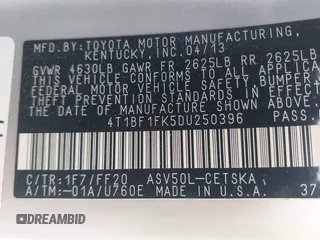 MFD.BY:TOYOTA MOTOR MANUFACTURING,
KENTUCKY,INC. 04/13
GVWR 4630LB GAWR FR 2625LB RR 2625LB
THIS VEHICLE CONFORMS TO ALL APPLICABLE
FEDERAL MOTOR VEHICLE SAFETY, BUMPER,
AND THEFT PREVENTION STANDARDS IN
EFFECT ON THE DATE OF MANUFACTURE
SHOWN ABOVE.
4T1BF1FK5DU250396
PASS
C/TR:1F7/FF20 ASV50L-CETSKA
A/TM:-01A/U760E MADE IN U.S.A. 37
DREAMBID